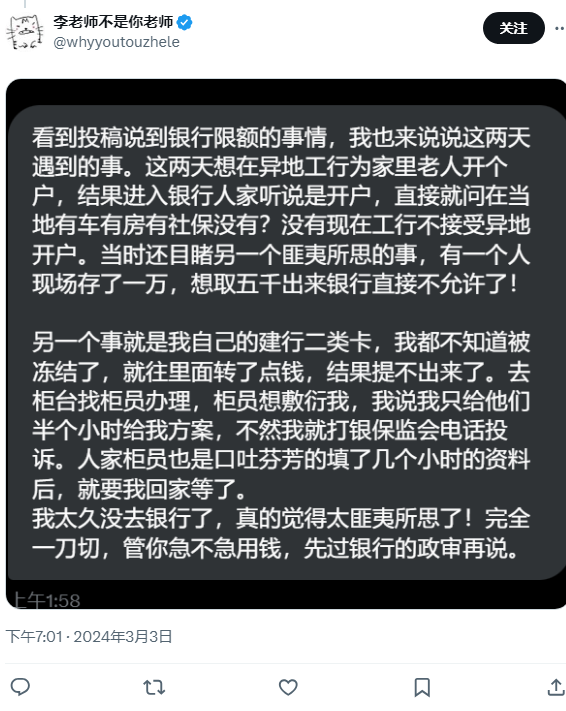 李老师不是你老师
@whyyoutouzhele
关注
看到投稿说到银行限额的事情，我也来说说这两天
遇到的事。这两天想在异地工行为家里老人开个
户，结果进入银行人家听说是开户，直接就问在当
地有车有房有社保没有？没有现在工行不接受异地
开户。当时还目睹另一个匪夷所思的事，有一个人
现场存了一万，想取五千出来银行直接不允许了！
另一个事就是我自己的建行二类卡，我都不知道被
冻结了，就往里面转了点钱，结果提不出来了。去
柜台找柜员办理，柜员想敷衍我，我说我只给他们
半个小时给我方案，不然我就打银保监会电话投
诉。人家柜员也是口吐芬芳的填了几个小时的资料
后，就要我回家等了。
我太久没去银行了，真的觉得太匪夷所思了！完全
一刀切，管你急不急用钱，先过银行的政审再说。
上午1:58
下午7:01 · 2024年3月3日